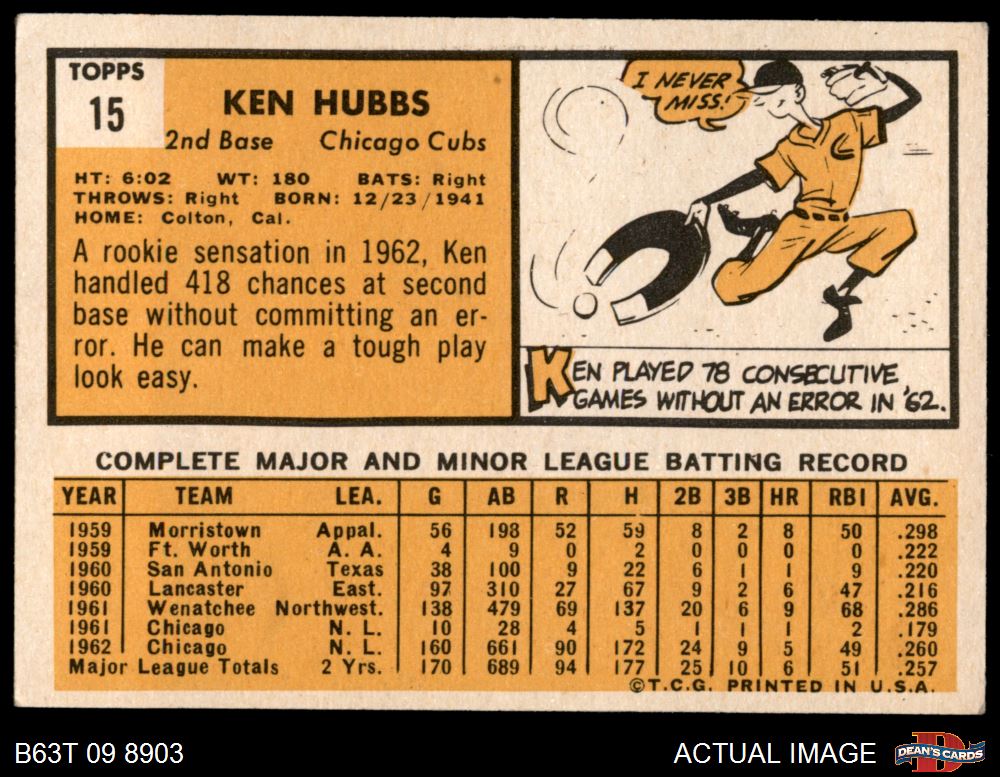 TOPPS
15
KEN HUBBS
2nd Base Chicago Cubs
HT: 6:02 WT: 180 BATS: Right
THROWS: Right BORN: 12/23/1941
HOME: Colton, Cal.
A rookie sensation in 1962, Ken
handled 418 chances at second
base without committing an er-
ror. He can make a tough play
look easy.
I NEVER
MISS!
C
KEN PLAYED 78 CONSECUTIVE
GAMES WITHOUT AN ERROR IN '62.
COMPLETE MAJOR AND MINOR LEAGUE BATTING RECORD
YEAR TEAM LEA. G AB R H 2B 3B HR RBI AVG.
1959 Morristown Appal. 56 198 52 59 8 2 8 50 .298
1959 Ft. Worth A. A. 4 9 0 2 0 0 0 0 .222
1960 San Antonio Texas 38 100 9 22 6 1 1 9 .220
1960 Lancaster East. 97 310 27 67 9 2 6 47 .216
1961 Wenatchee Northwest. 138 479 69 137 20 6 9 68 .286
1961 Chicago N. L. 10 28 4 5 1 1 1 2 .179
1962 Chicago N. L. 160 661 90 172 24 9 5 49 .260
Major League Totals 2 Yrs. 170 689 94 177 25 10 6 51 .257
©T.C.G. PRINTED IN U.S.A.
B63T 09 8903 ACTUAL IMAGE
D
DEAN'S CARDS